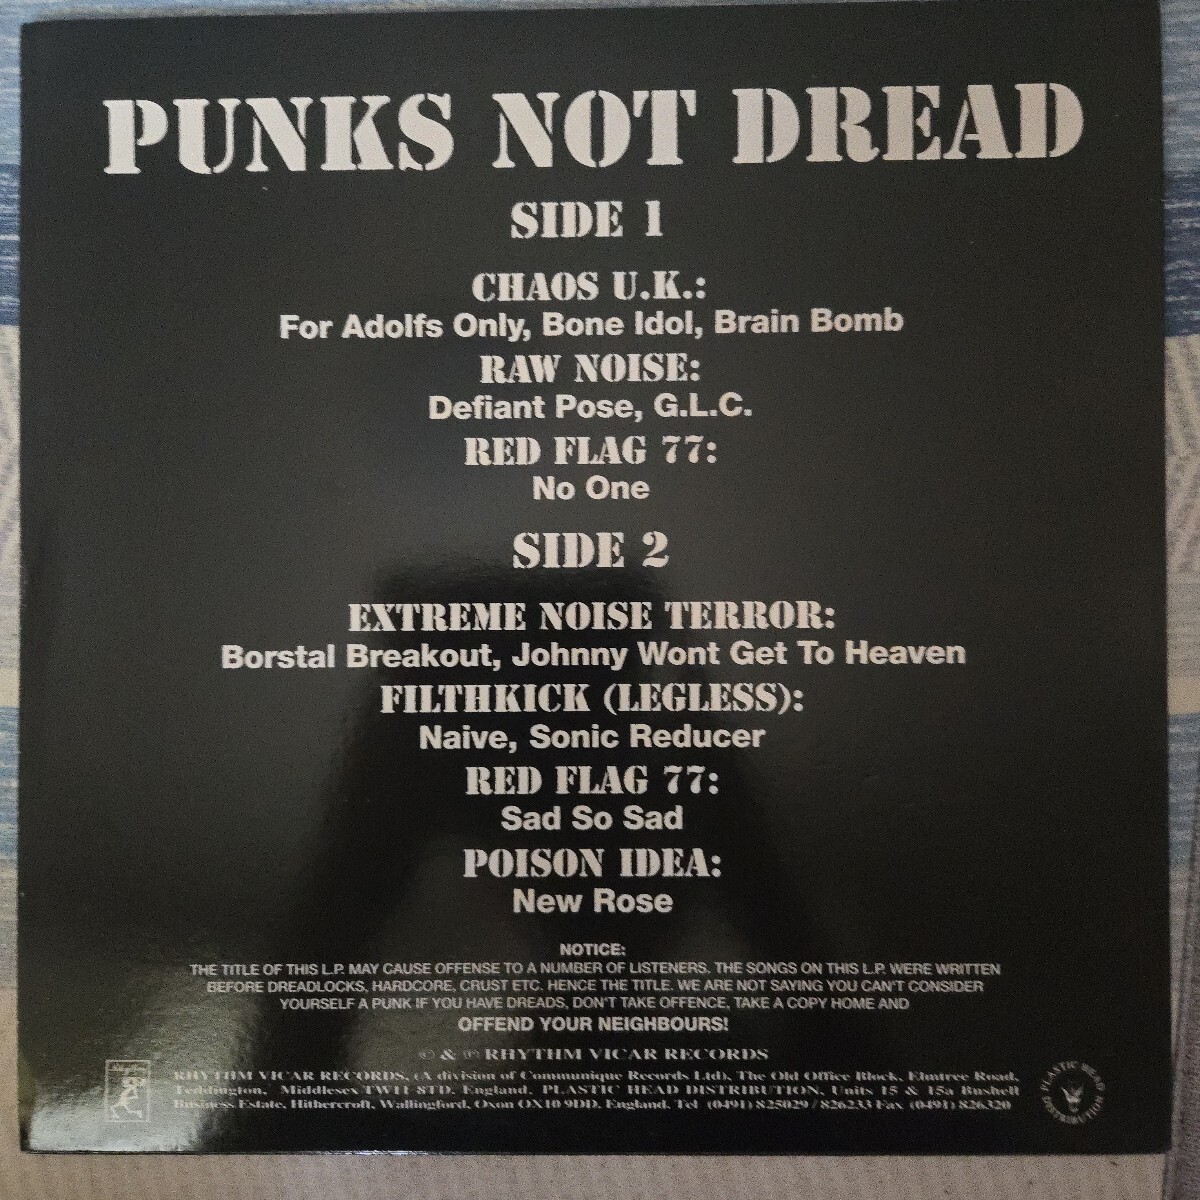 PUNKS NOT DREAD
SIDE 1
CHAOS U.K.:
For Adolfs Only, Bone Idol, Brain Bomb
RAW NOISE:
Defiant Pose, G.L.C.
RED FLAG 77:
No One
SIDE 2
EXTREME NOISE TERROR:
Borstal Breakout, Johnny Wont Get To Heaven
FILTHKICK (LEGLESS):
Naive, Sonic Reducer
RED FLAG 77:
Sad So Sad
POISON IDEA:
New Rose
NOTICE:
THE TITLE OF THIS L.P. MAY CAUSE OFFENSE TO A NUMBER OF LISTENERS. THE SONGS ON THIS L.P. WERE WRITTEN
BEFORE DREADLOCKS, HARDCORE, CRUST ETC. HENCE THE TITLE. WE ARE NOT SAYING YOU CAN'T CONSIDER
YOURSELF A PUNK IF YOU HAVE DREADS, DON'T TAKE OFFENCE, TAKE A COPY HOME AND
OFFEND YOUR NEIGHBOURS!
© & ℗ RHYTHM VICAR RECORDS
RHYTHM VICAR RECORDS, (A division of Communique Records Ltd), The Old Office Block, Elmtree Road,
Teddington, Middlesex TW11 8TD. England. PLASTIC HEAD DISTRIBUTION, Units 15 & 15a Bushell
Business Estate, Hithercroft, Wallingford, Oxon OX10 9DD. England. Tel (0491) 825029 / 826233 Fax (0491) 826320
PLASTIC HEAD
DISTRIBUTION